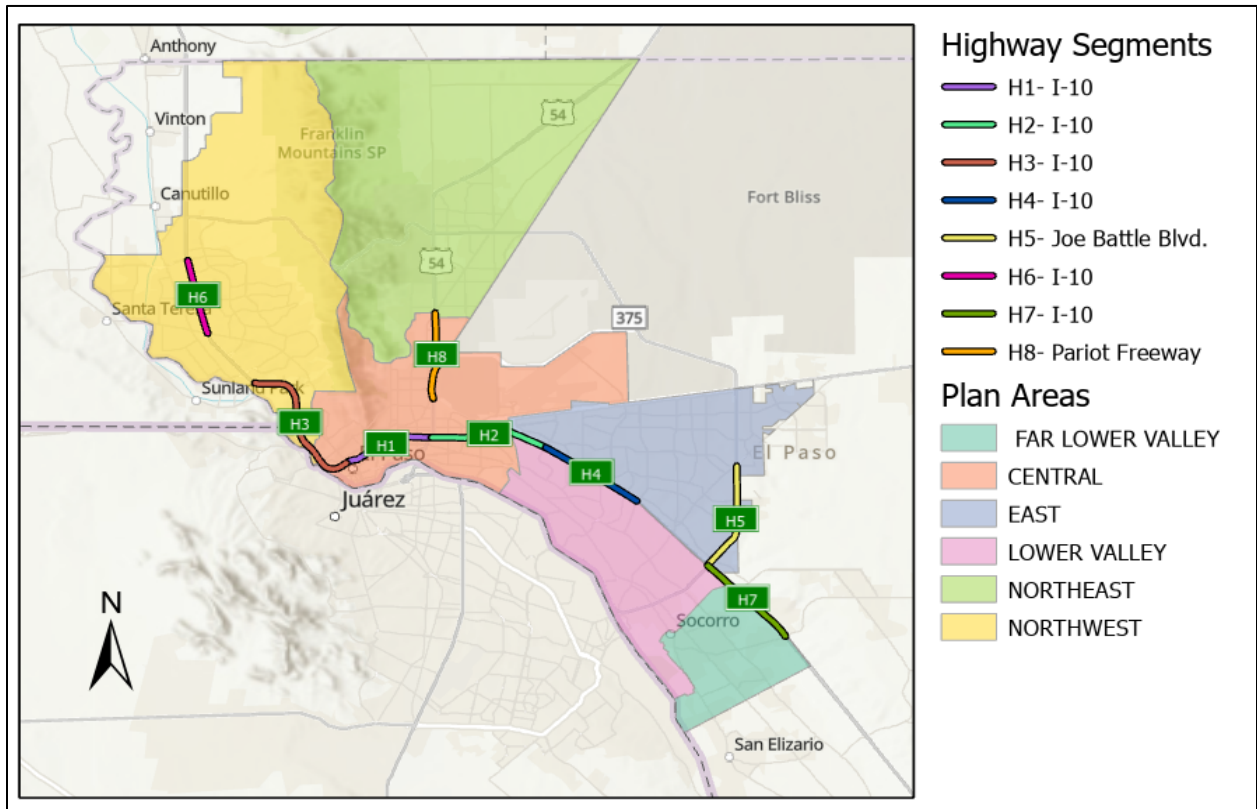 Anthony
Vinton
Franklin
Mountains SP
54
Canutillo
Fort Bliss
54
H6
Santa Teresa
375
H8
Sunland Park
H3
H1
H2
El Paso
El Paso
H4
Juárez
H5
N
H7
Socorro
San Elizario
Highway Segments
H1- I-10
H2- I-10
H3- I-10
H4- I-10
H5- Joe Battle Blvd.
H6- I-10
H7- I-10
H8- Pariot Freeway
Plan Areas
FAR LOWER VALLEY
CENTRAL
EAST
LOWER VALLEY
NORTHEAST
NORTHWEST